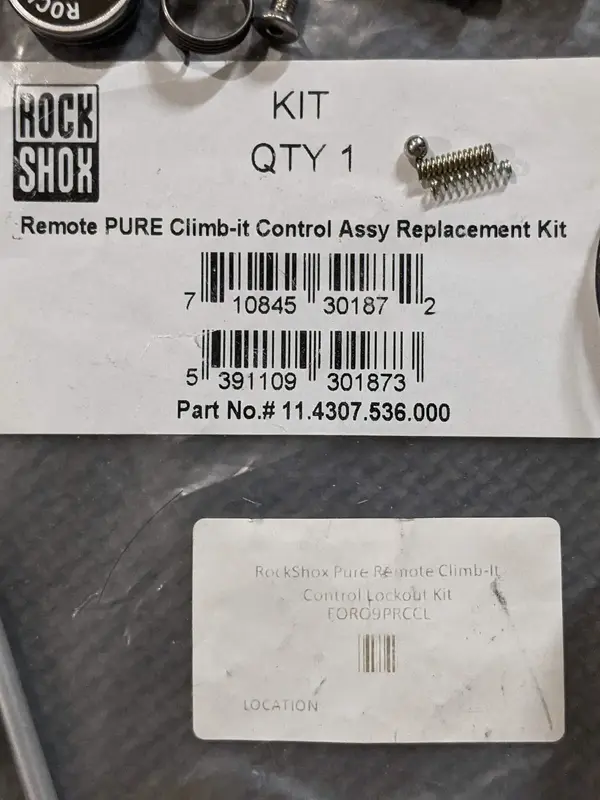 ROC
ROCK
SHOX
KIT
QTY 1
Remote PURE Climb-it Control Assy Replacement Kit
7 10845 30187 2
5 391109 301873
Part No.# 11.4307.536.000
RockShox Pure Remote Climb-It
Control Lockout Kit
FORO9PRCCL
LOCATION